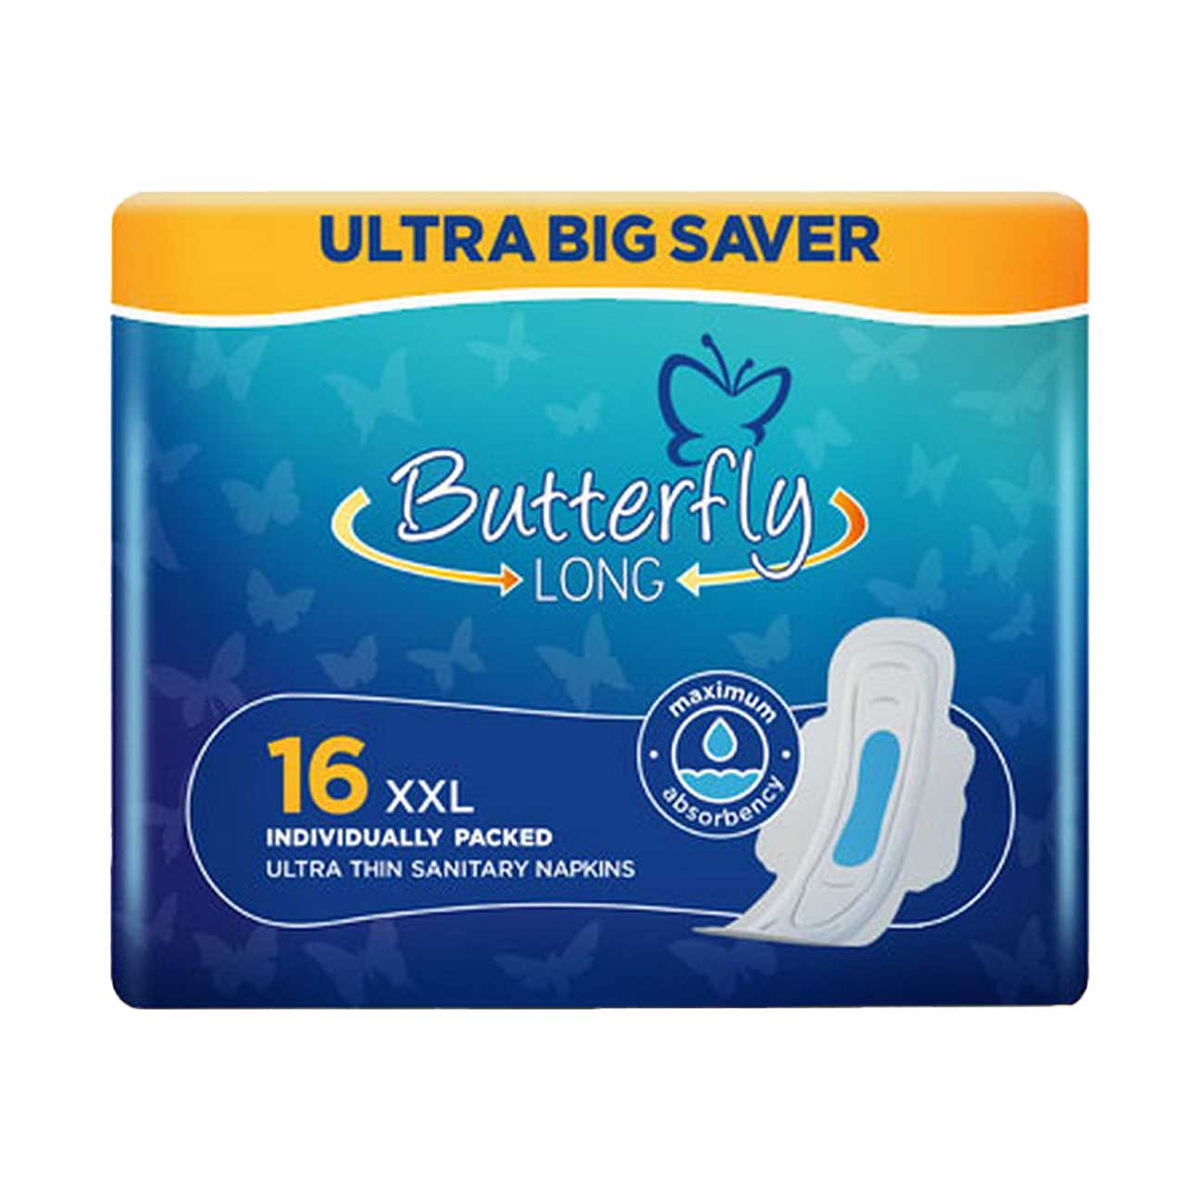 ULTRA BIG SAVER
Butterfly
LONG
maximum
absorbency
16 XXL
INDIVIDUALLY PACKED
ULTRA THIN SANITARY NAPKINS